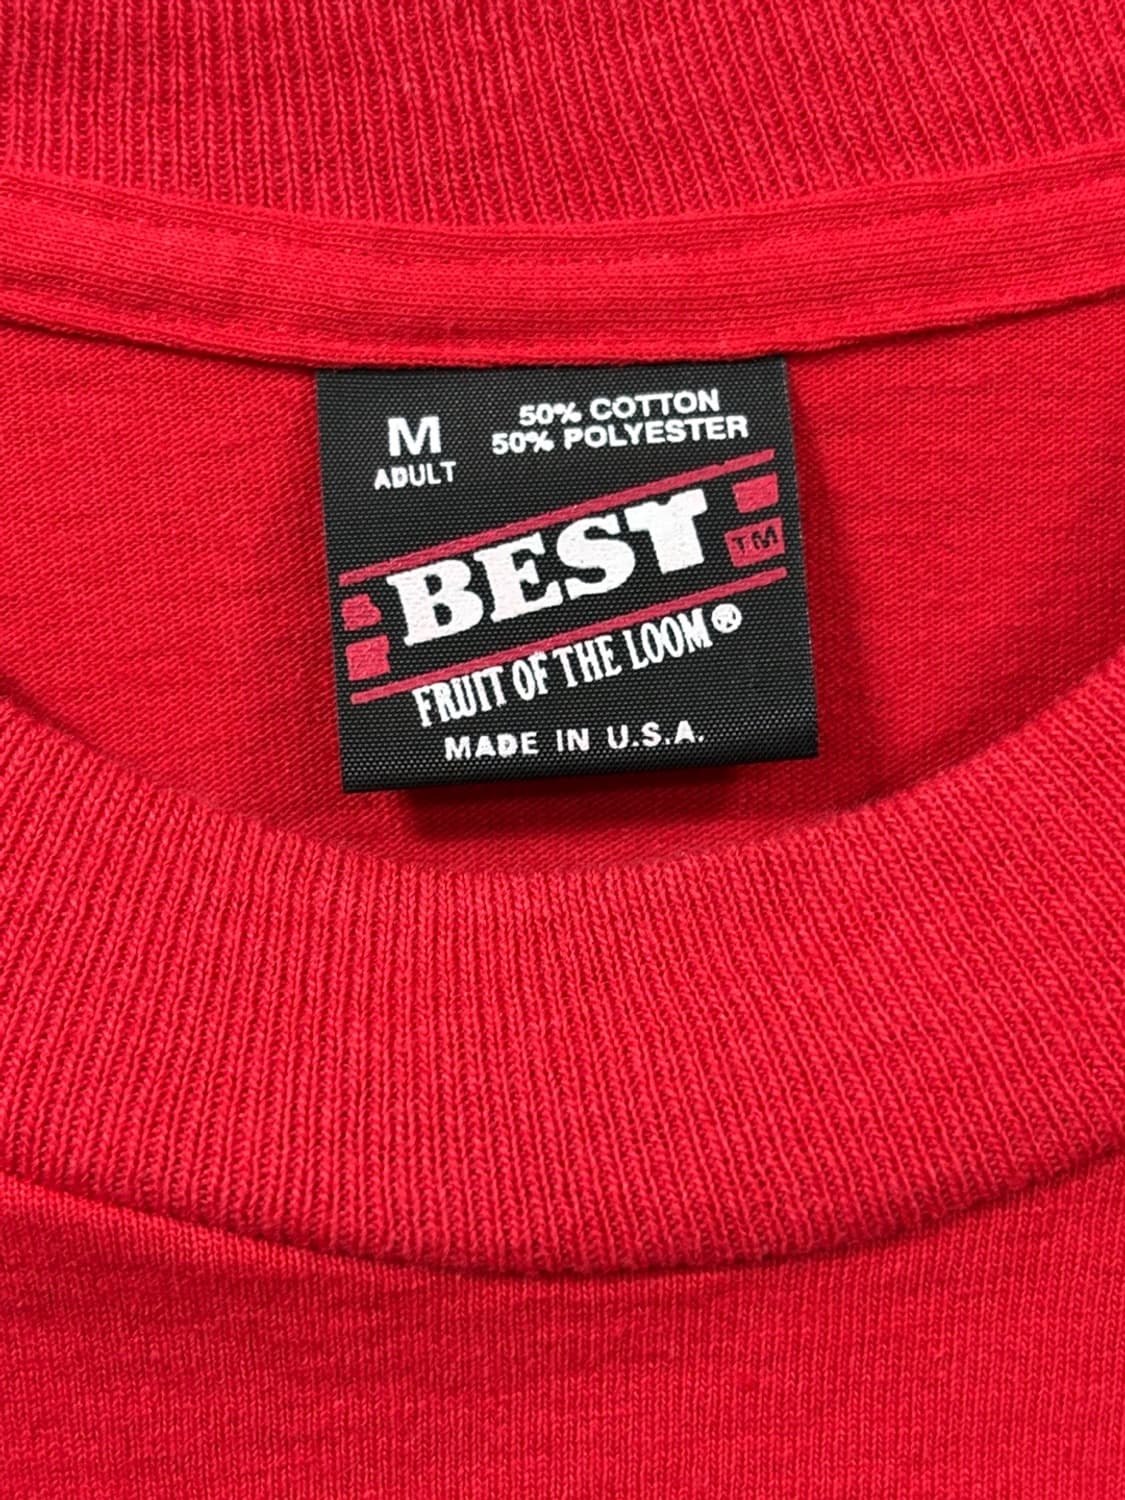 M
ADULT
50% COTTON
50% POLYESTER
BEST
TM
FRUIT OF THE LOOM®
MADE IN U.S.A.